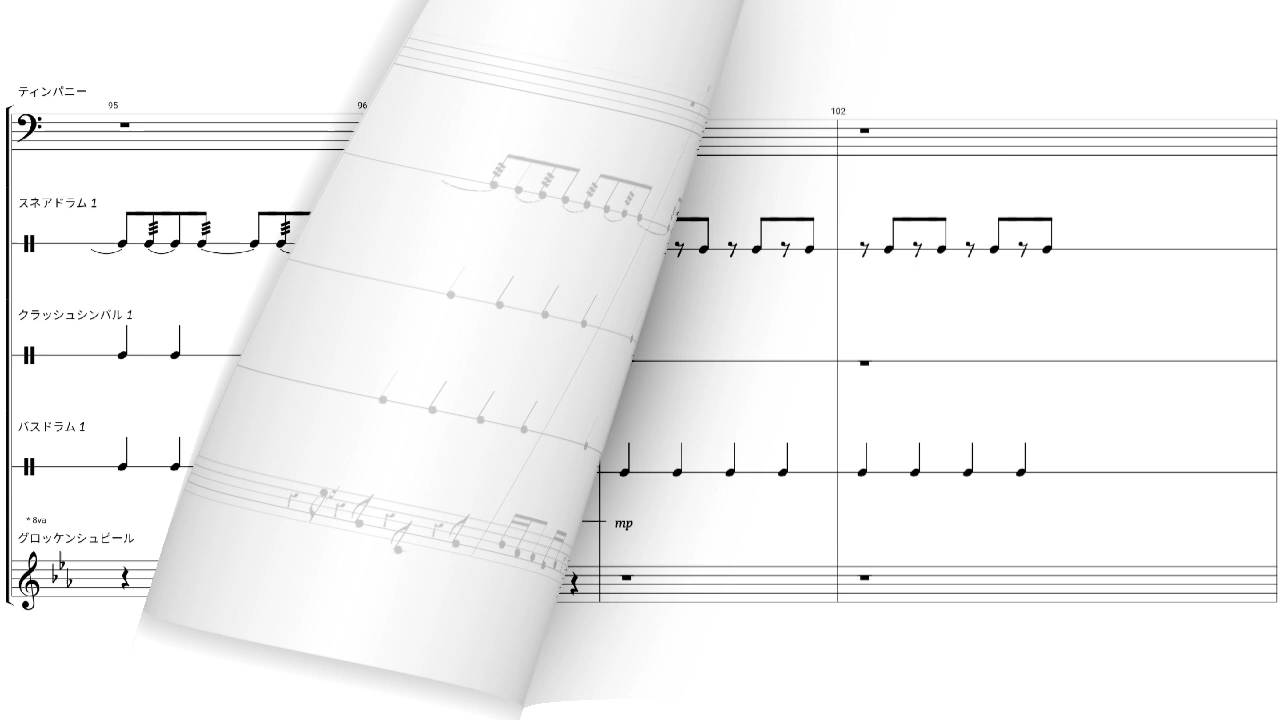 ティンパニー
95
96
102
スネアドラム 1
クラッシュシンバル 1
バスドラム 1
* 8va
mp
グロッケンシュピール